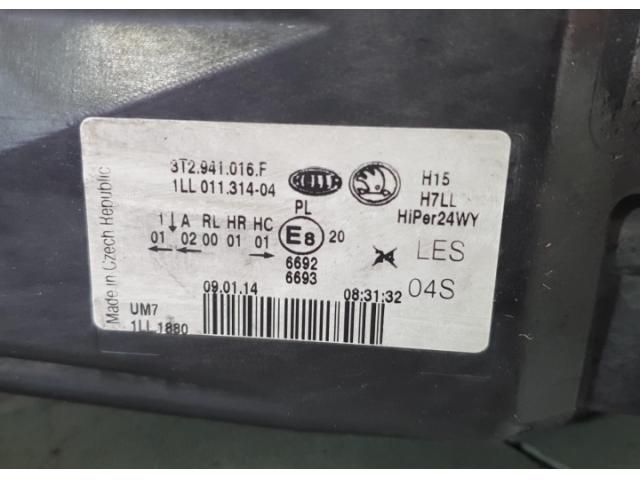 Made in Czech Republic
3T2.941.016.F
1LL 011.314-04
HELLA
H15
H7LL
HiPer24WY
PL
1 A RL HR HC
01 02 00 01 01
E8 20
6692
6693
LES
04S
09.01.14
08:31:32
UM7
1LL 1880